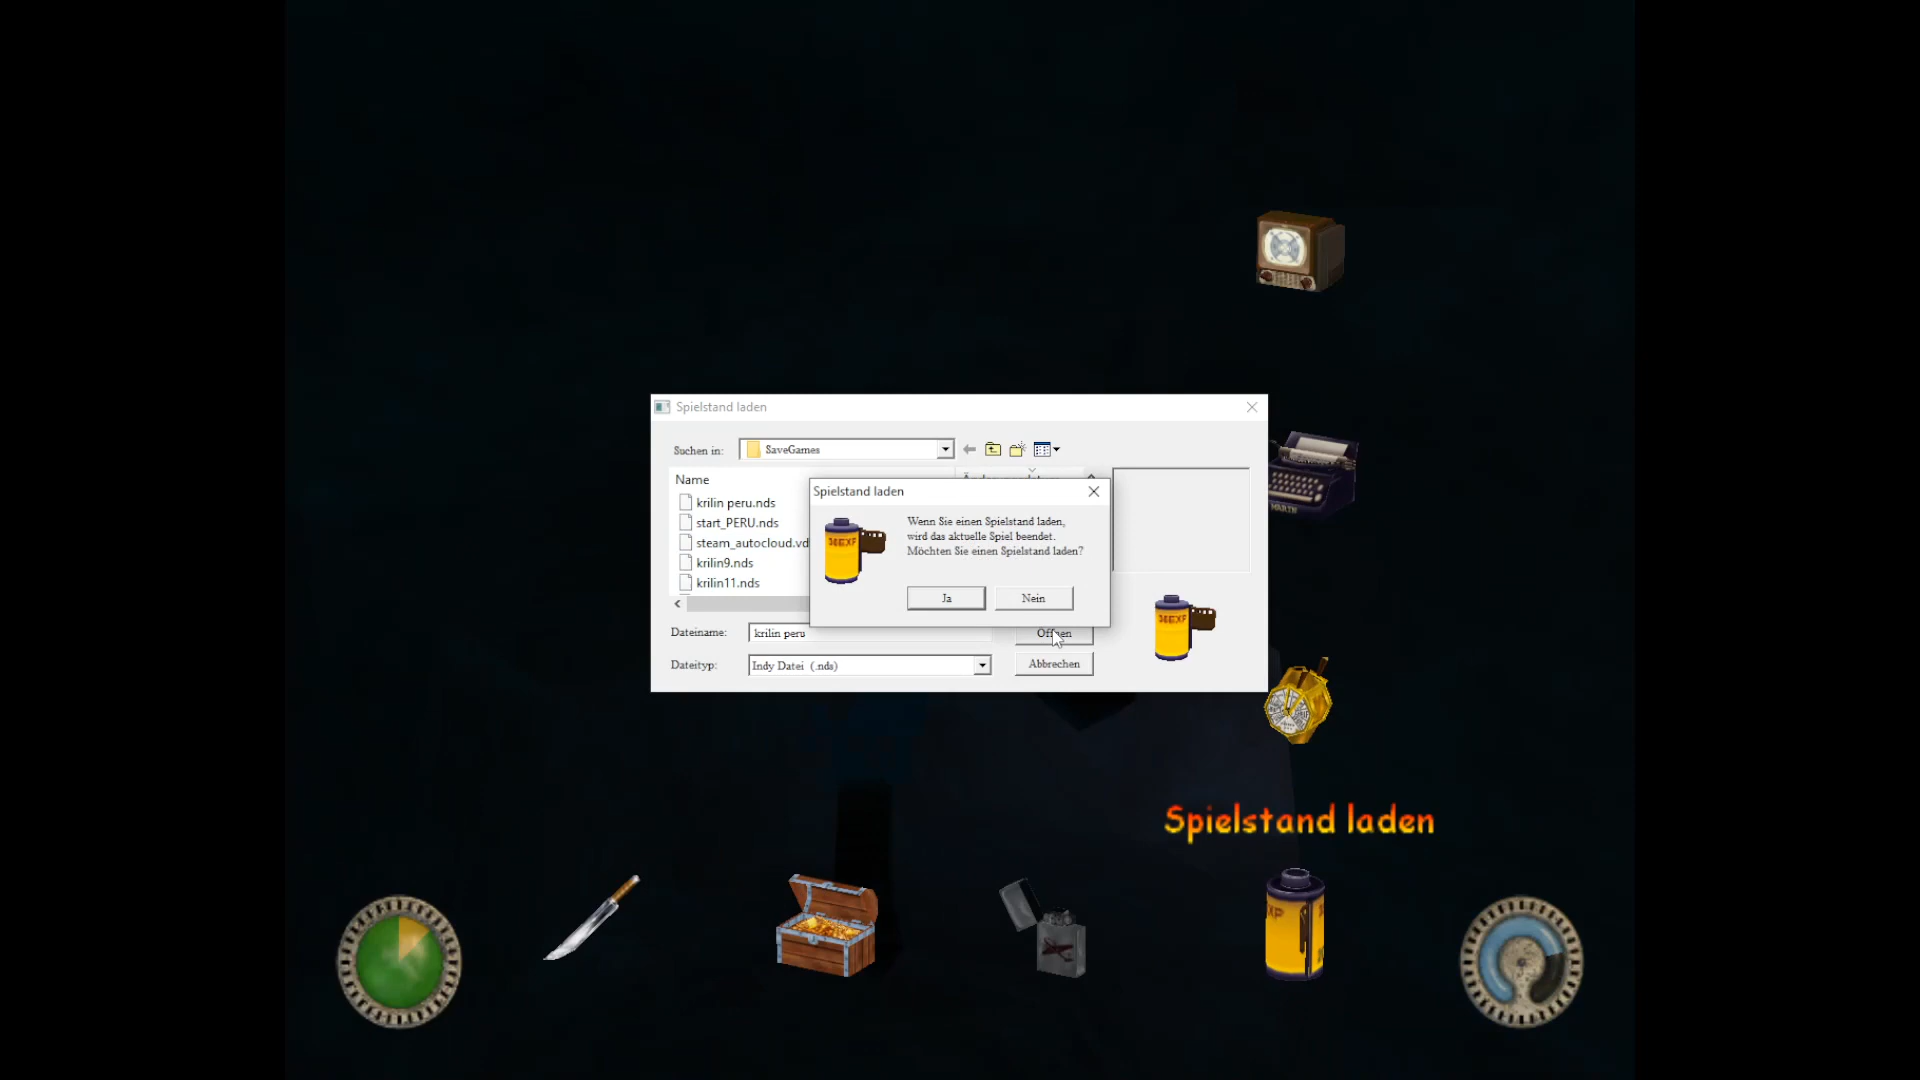 Spielstand laden
Suchen in:
SaveGames
Name
krilin peru.nds
start_PERU.nds
steam_autocloud.vd
krilin9.nds
krilin11.nds
Spielstand laden
36EXP
Wenn Sie einen Spielstand laden,
wird das aktuelle Spiel beendet.
Möchten Sie einen Spielstand laden?
Ja
Nein
Dateiname:
krilin peru
Öffnen
Dateityp:
Indy Datei (.nds)
Abbrechen
36EXP
Spielstand laden